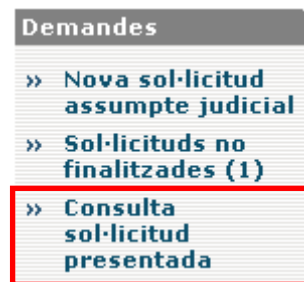 Demandes
» Nova sol·licitud
assumpte judicial
» Sol·licituds no
finalitzades (1)
» Consulta
sol·licitud
presentada